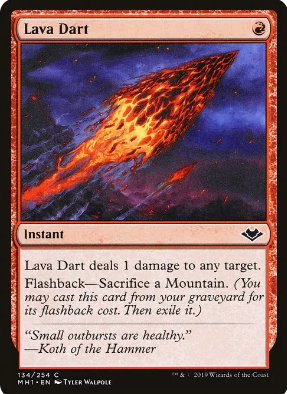 Lava Dart
Instant
Lava Dart deals 1 damage to any target.
Flashback—Sacrifice a Mountain. (You
may cast this card from your graveyard for
its flashback cost. Then exile it.)
“Small outbursts are healthy.”
—Koth of the Hammer
134/254 C
MH1 • EN Tyler Walpole
™ & © 2019 Wizards of the Coast